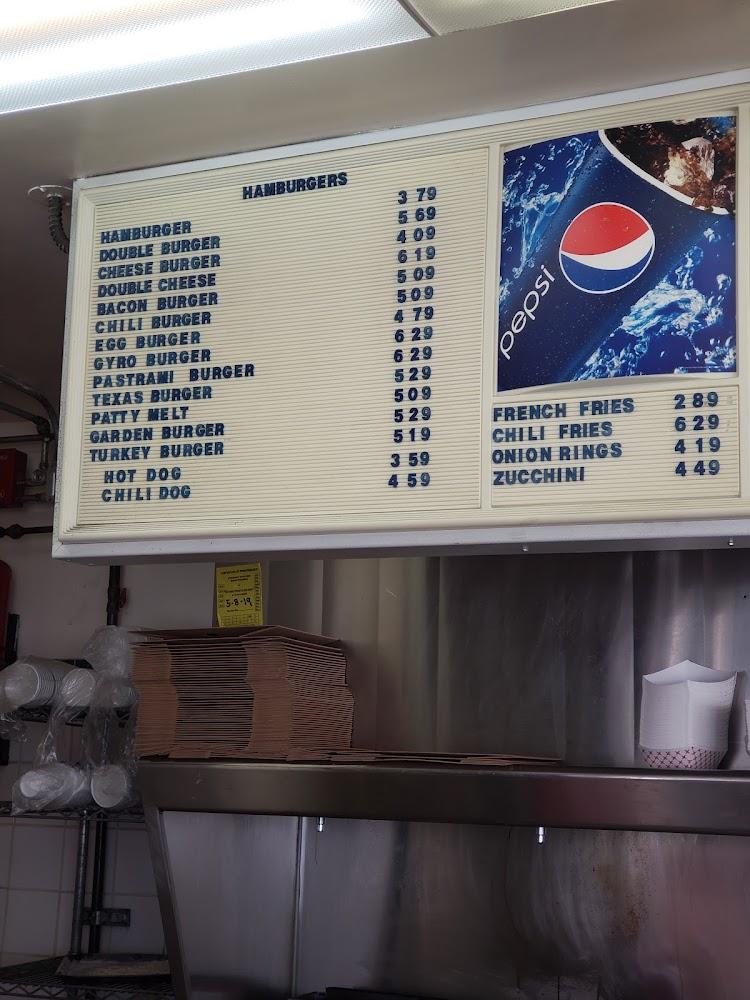 HAMBURGERS
HAMBURGER 3 79
DOUBLE BURGER 5 69
CHEESE BURGER 4 09
DOUBLE CHEESE 6 19
BACON BURGER 5 09
CHILI BURGER 5 09
EGG BURGER 4 79
GYRO BURGER 6 29
PASTRAMI BURGER 6 29
TEXAS BURGER 5 29
PATTY MELT 5 09
GARDEN BURGER 5 29
TURKEY BURGER 5 19
HOT DOG 3 59
CHILI DOG 4 59
pepsi
FRENCH FRIES 2 89
CHILI FRIES 6 29
ONION RINGS 4 19
ZUCCHINI 4 49
5-8-19